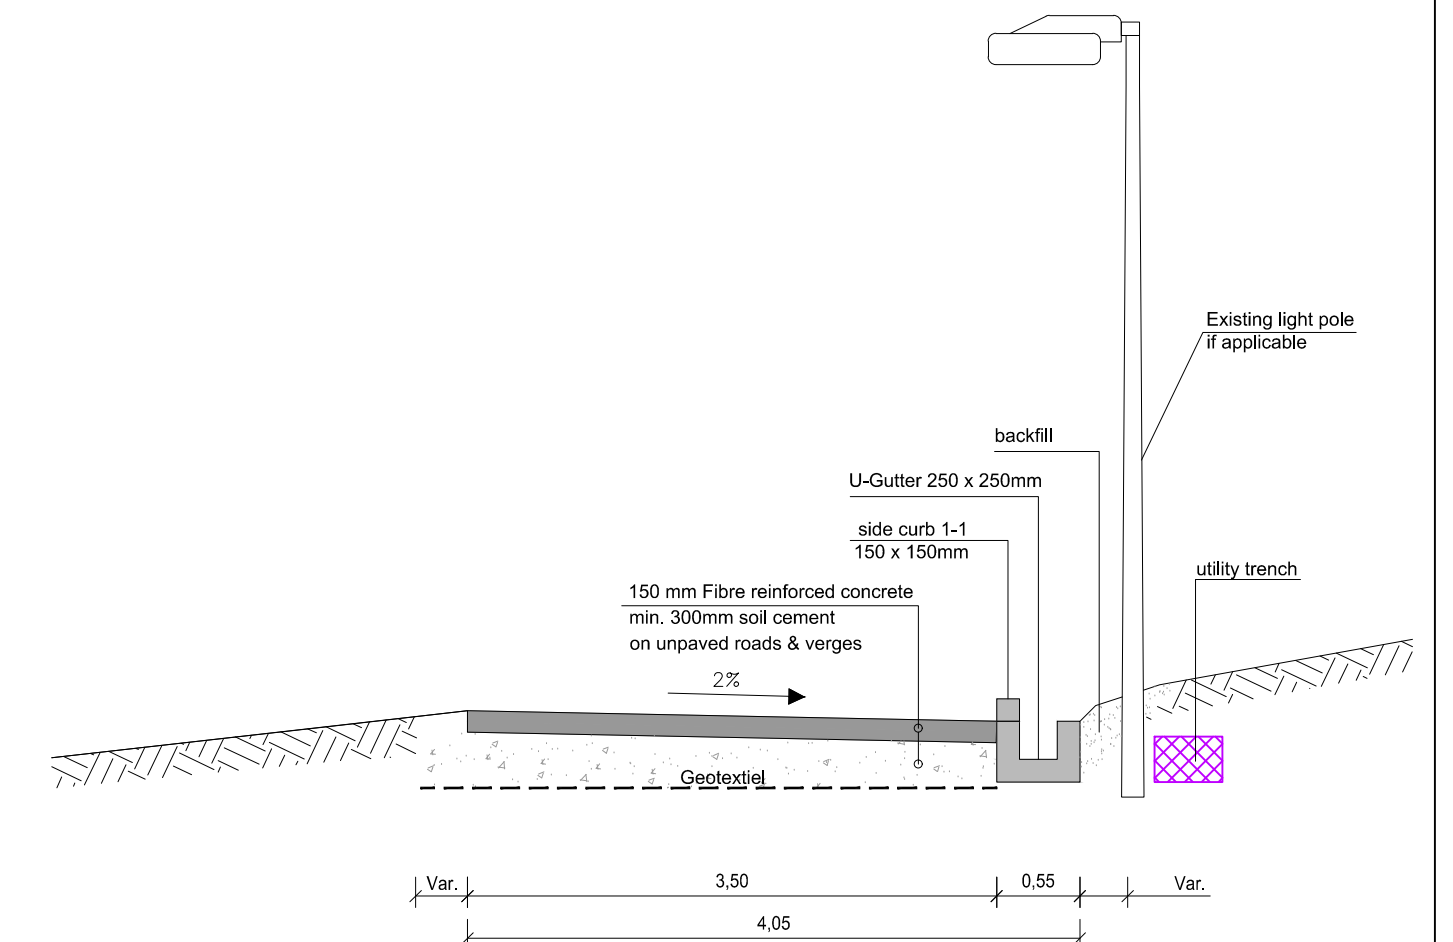 Existing light pole
if applicable
backfill
U-Gutter 250 x 250mm
side curb 1-1
150 x 150mm
utility trench
150 mm Fibre reinforced concrete
min. 300mm soil cement
on unpaved roads & verges
2%
Geotextiel
Var.
3,50
0,55
Var.
4,05